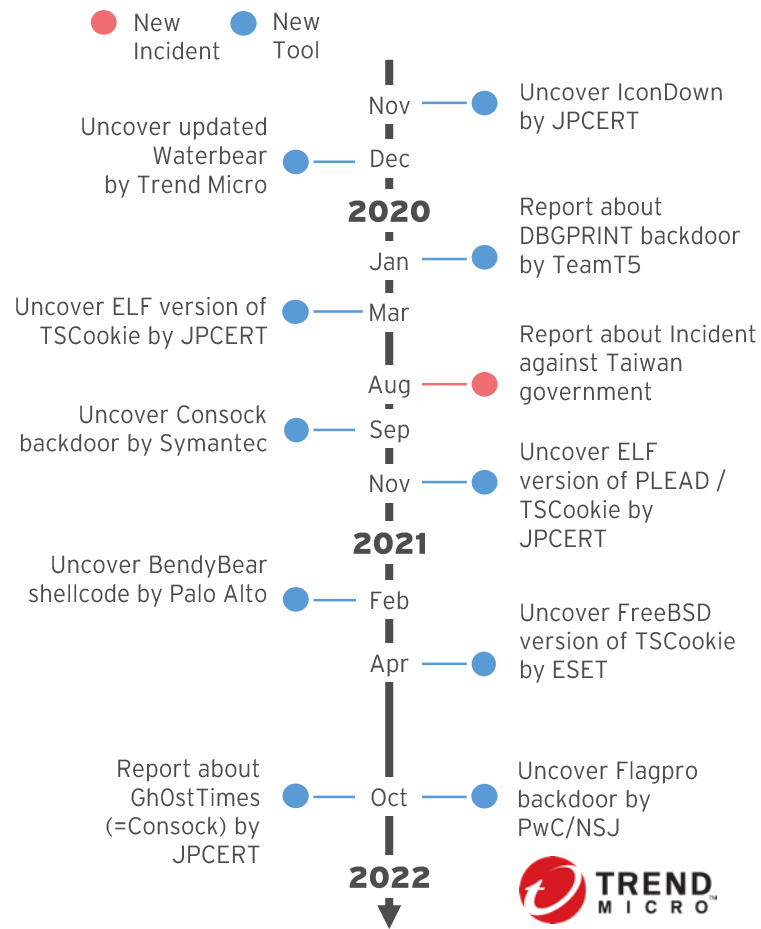 New
Incident
New
Tool
Nov
Uncover IconDown
by JPCERT
Uncover updated
Waterbear
by Trend Micro
Dec
2020
Report about
DBGPRINT backdoor
by TeamT5
Jan
Uncover ELF version of
TSCookie by JPCERT
Mar
Report about Incident
against Taiwan
government
Aug
Uncover Consock
backdoor by Symantec
Sep
Uncover ELF
version of PLEAD /
TSCookie by
JPCERT
Nov
2021
Uncover BendyBear
shellcode by Palo Alto
Feb
Uncover FreeBSD
version of TSCookie
by ESET
Apr
Report about
Gh0stTimes
(=Consock) by
JPCERT
Oct
Uncover Flagpro
backdoor by
PwC/NSJ
2022
TREND
MICRO™